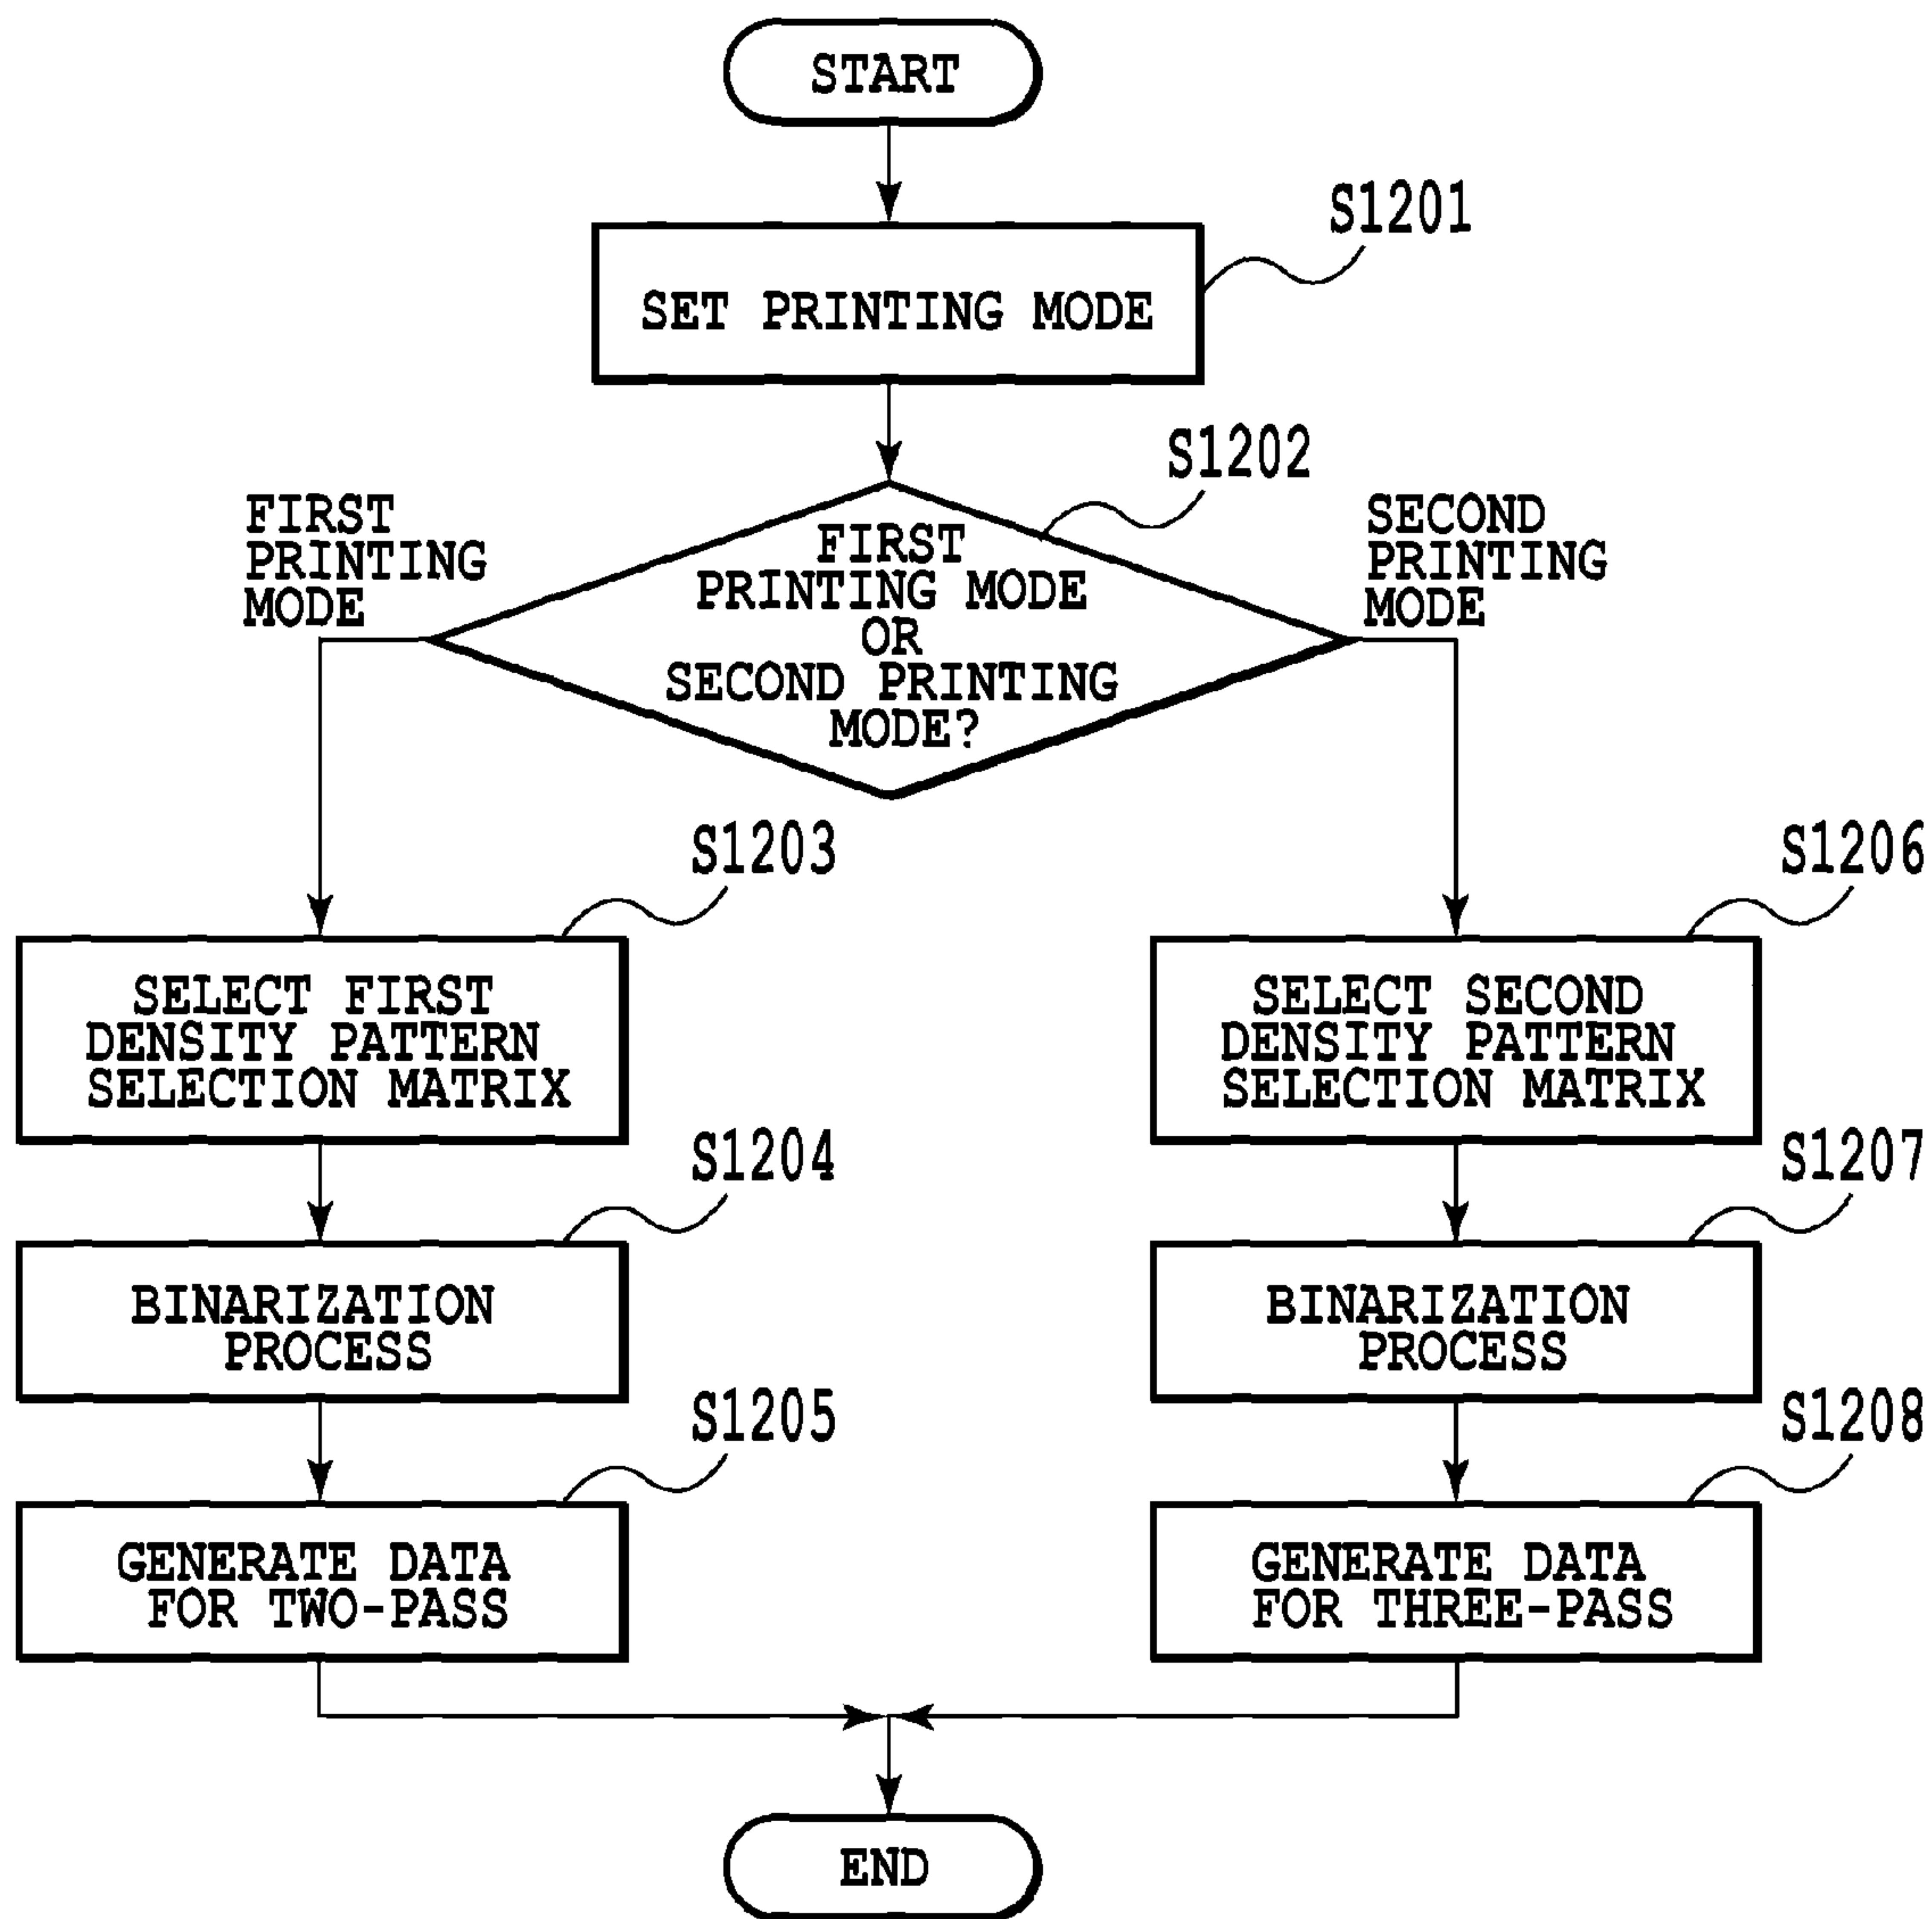 START
S1201
SET PRINTING MODE
S1202
FIRST
PRINTING
MODE
FIRST
PRINTING MODE
OR
SECOND PRINTING
MODE?
SECOND
PRINTING
MODE
S1203
SELECT FIRST
DENSITY PATTERN
SELECTION MATRIX
S1204
BINARIZATION
PROCESS
S1205
GENERATE DATA
FOR TWO-PASS
S1206
SELECT SECOND
DENSITY PATTERN
SELECTION MATRIX
S1207
BINARIZATION
PROCESS
S1208
GENERATE DATA
FOR THREE-PASS
END